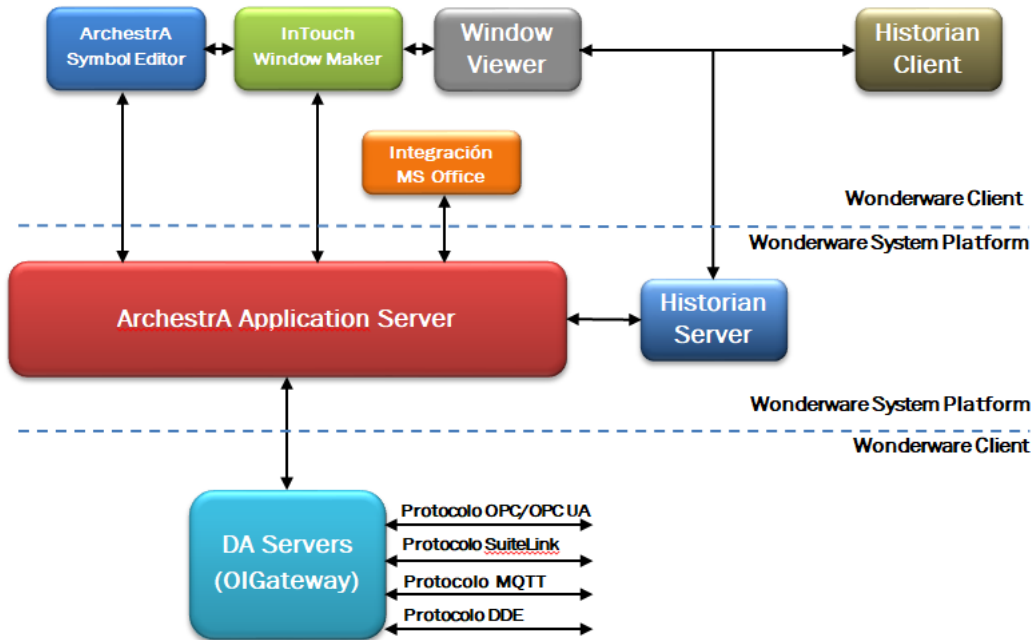 ArchestrA
Symbol Editor
InTouch
Window Maker
Window
Viewer
Historian
Client
Integración
MS Office
Wonderware Client
Wonderware System Platform
ArchestrA Application Server
Historian
Server
Wonderware System Platform
Wonderware Client
DA Servers
(OIGateway)
Protocolo OPC/OPC UA
Protocolo SuiteLink
Protocolo MQTT
Protocolo DDE